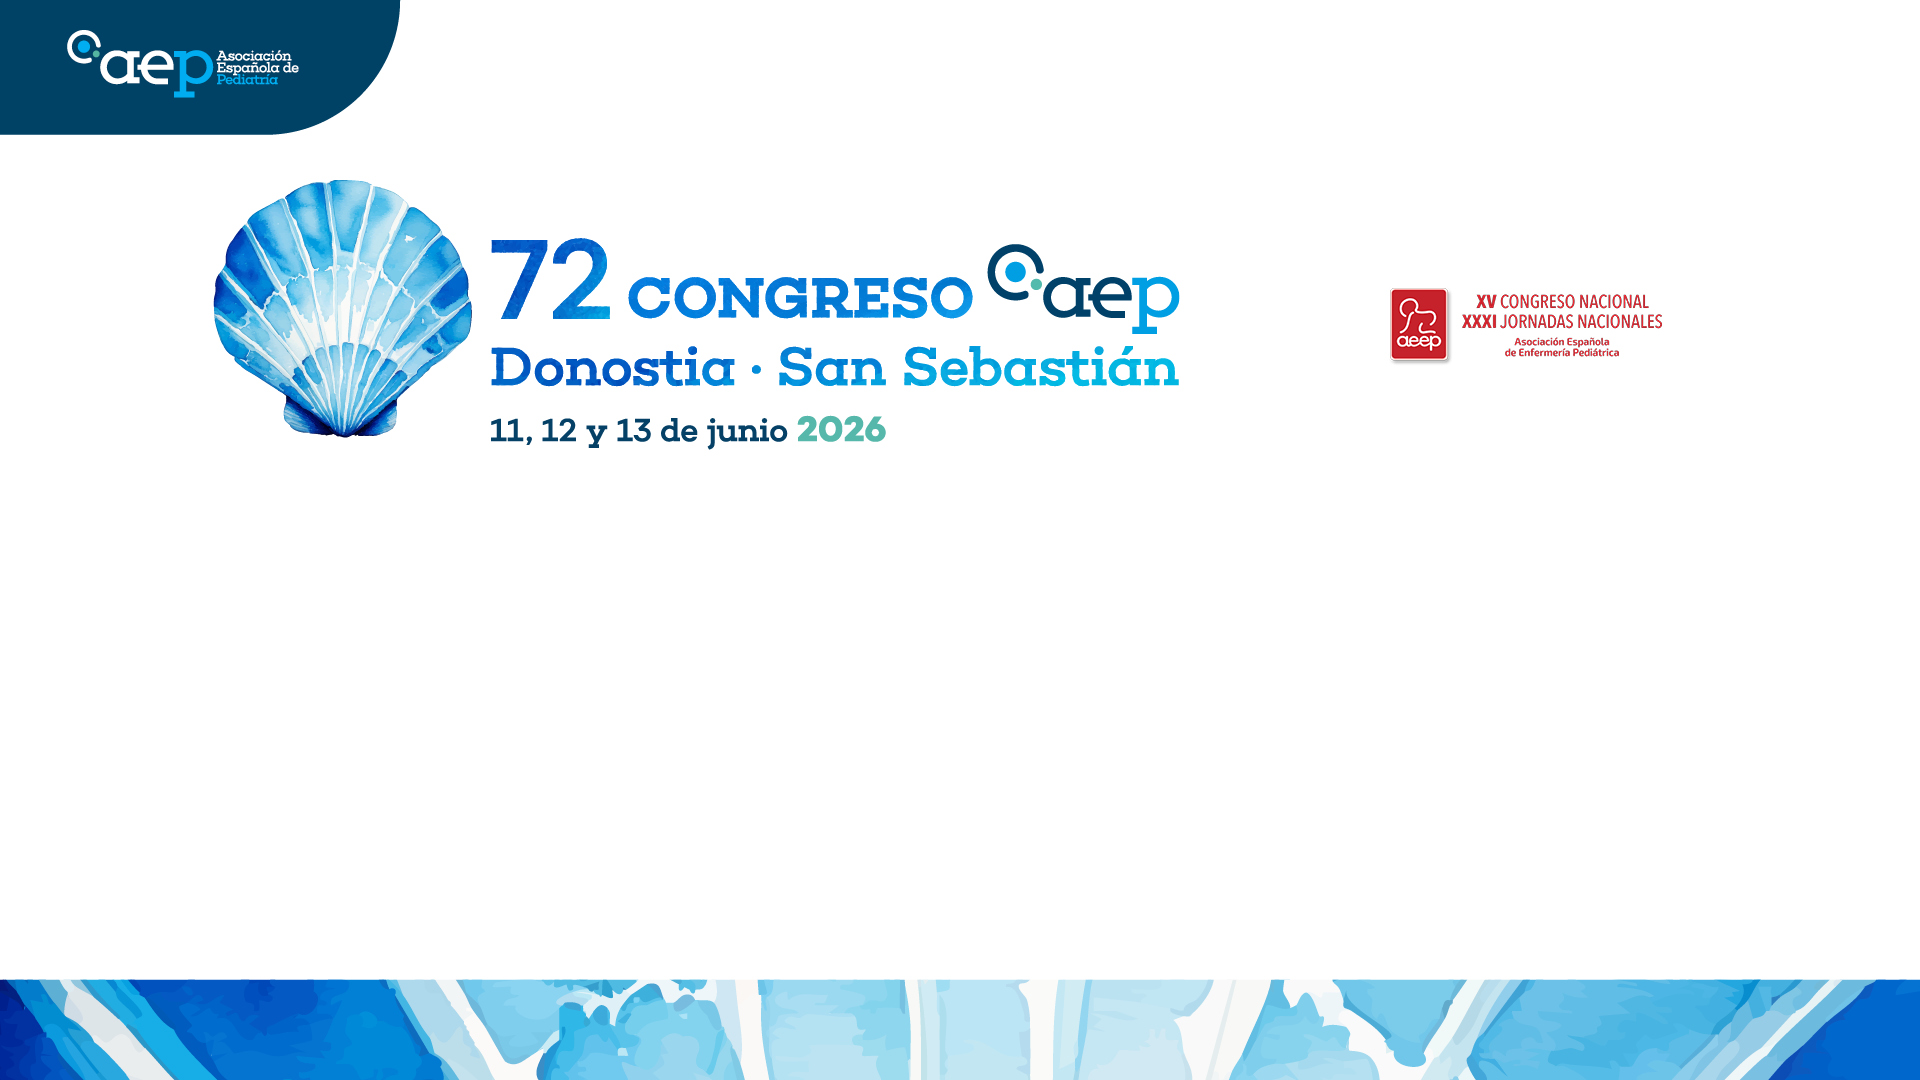 aep Asociación
Española de
Pediatría
72 CONGRESO aep
Donostia · San Sebastián
11, 12 y 13 de junio 2026
aeep
XV CONGRESO NACIONAL
XXXI JORNADAS NACIONALES
Asociación Española
de Enfermería Pediátrica